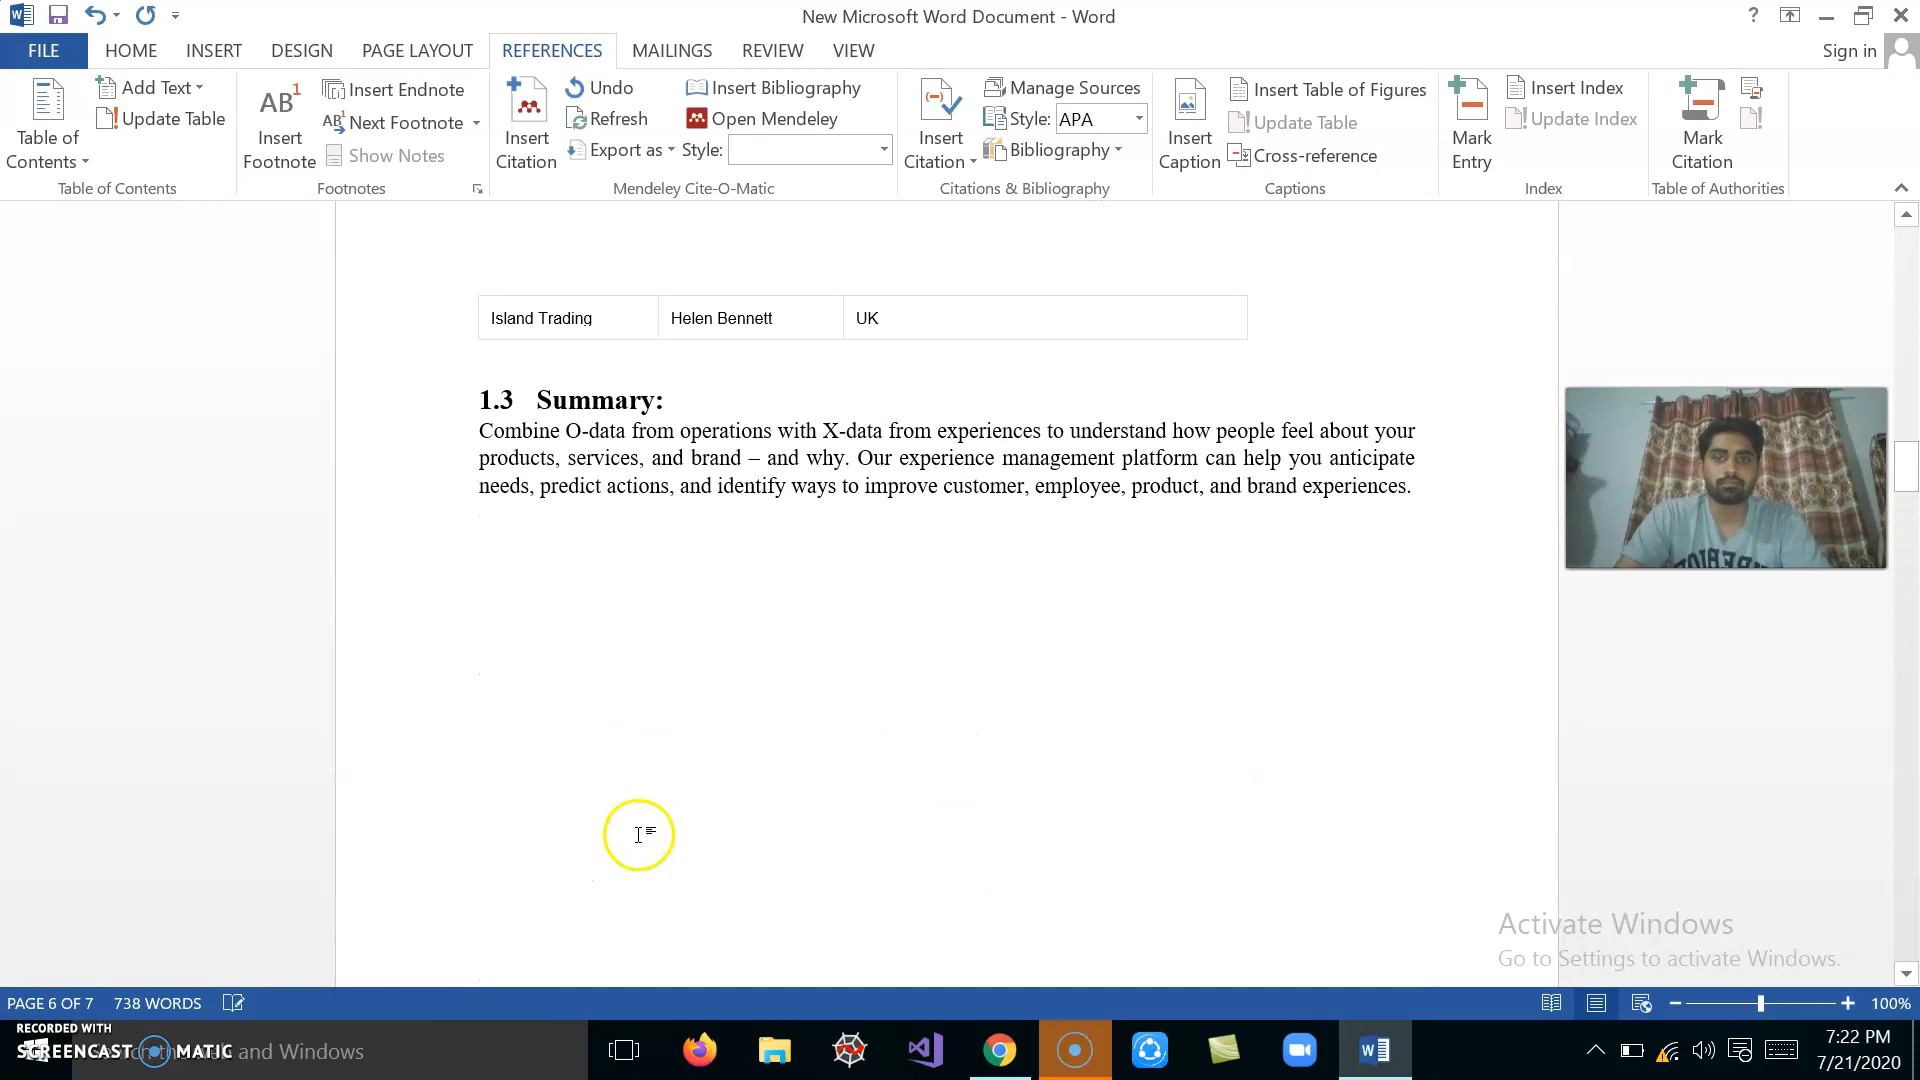 New Microsoft Word Document - Word
FILE HOME INSERT DESIGN PAGE LAYOUT REFERENCES MAILINGS REVIEW VIEW Sign in
Table of Contents
Add Text
Update Table
Table of Contents
AB1
Insert Footnote
Insert Endnote
Next Footnote
Show Notes
Footnotes
Insert Citation
Undo
Refresh
Export as
Insert Bibliography
Open Mendeley
Style:
Mendeley Cite-O-Matic
Insert Citation
Manage Sources
Style: APA
Bibliography
Citations & Bibliography
Insert Caption
Insert Table of Figures
Update Table
Cross-reference
Captions
Mark Entry
Insert Index
Update Index
Index
Mark Citation
Table of Authorities
Island Trading Helen Bennett UK
1.3 Summary:
Combine O-data from operations with X-data from experiences to understand how people feel about your
products, services, and brand – and why. Our experience management platform can help you anticipate
needs, predict actions, and identify ways to improve customer, employee, product, and brand experiences.
Activate Windows
Go to Settings to activate Windows.
PAGE 6 OF 7 738 WORDS 100%
RECORDED WITH
SCREENCAST MATIC
and Windows
7:22 PM
7/21/2020